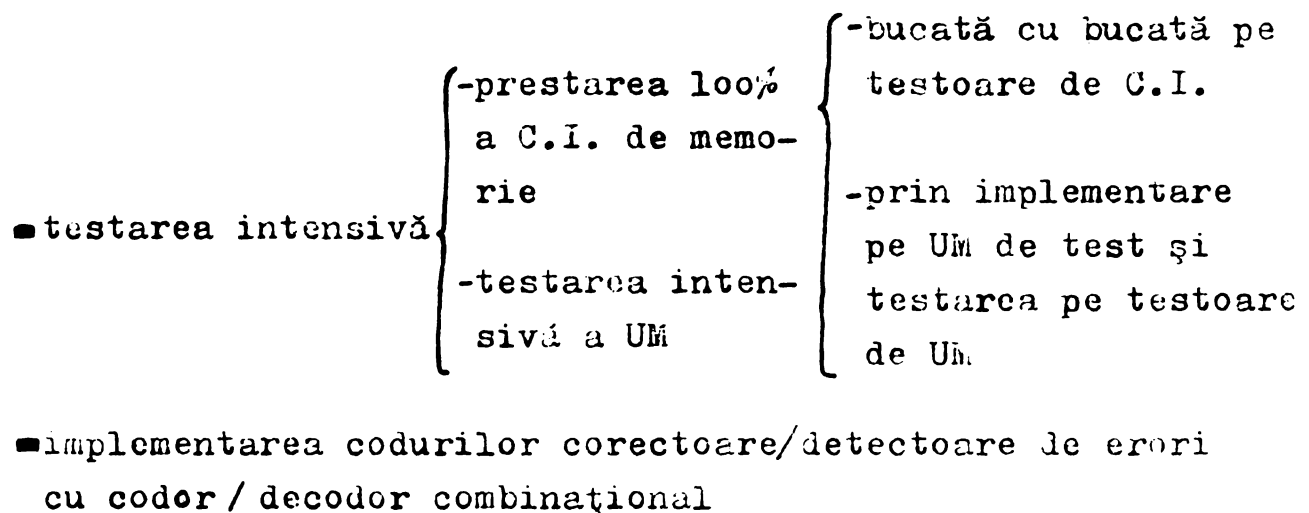 -testarea intensivă
-prestarea 100%
a C.I. de memo-
rie
-testarea inten-
sivă a UM
-bucată cu bucată pe
testoare de C.I.
-prin implementare
pe UM de test şi
testarea pe testoare
de UM
-implementarea codurilor corectoare/detectoare de erori
cu codor / decodor combinaţional